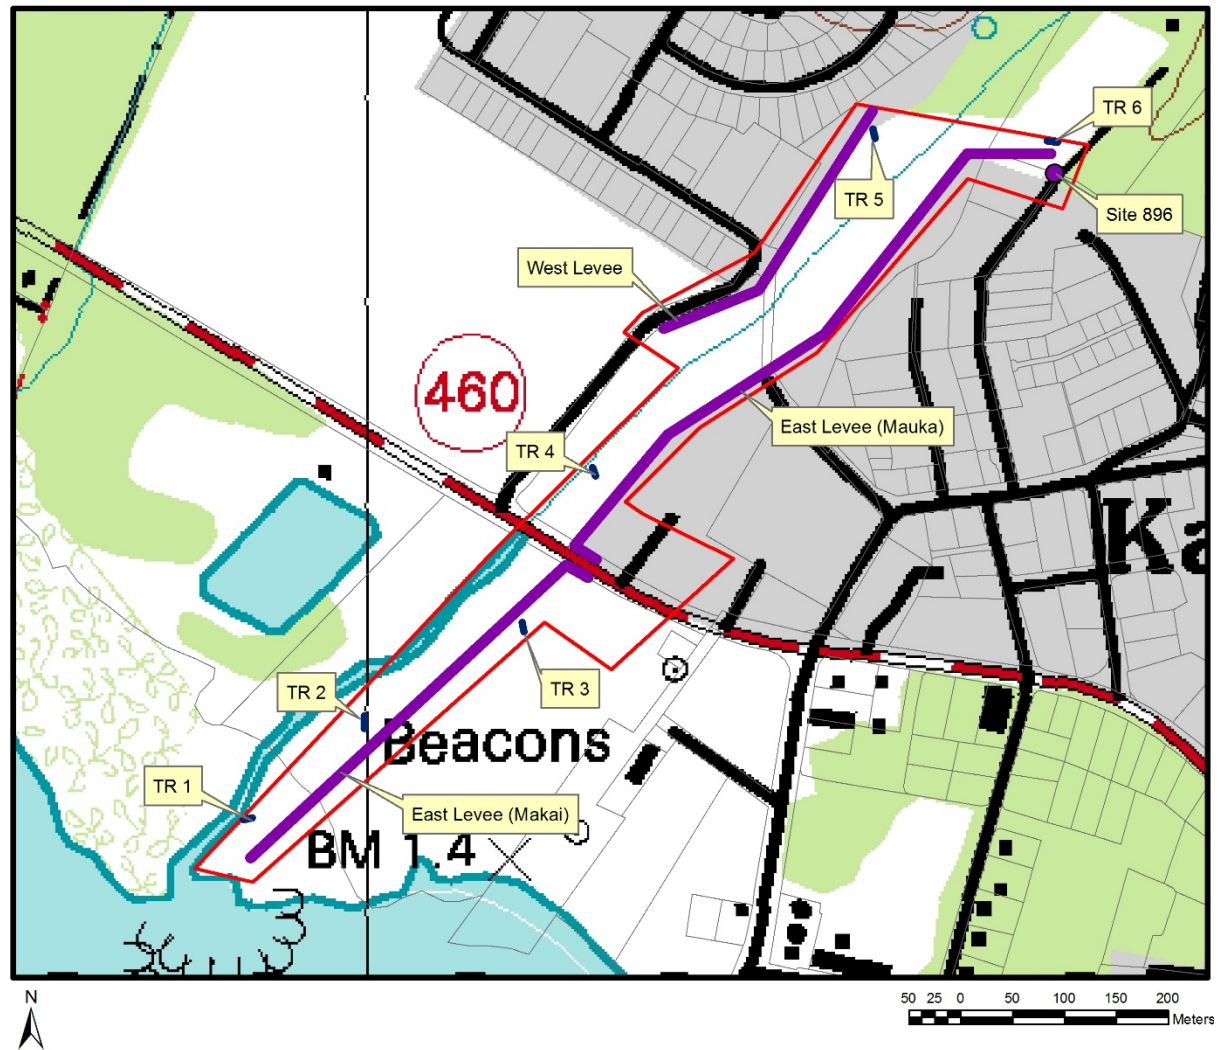 TR 6
TR 5
Site 896
West Levee
460
East Levee (Mauka)
TR 4
Ka
TR 3
TR 2
Beacons
TR 1
East Levee (Makai)
BM 1.4
N
50 25 0 50 100 150 200
Meters